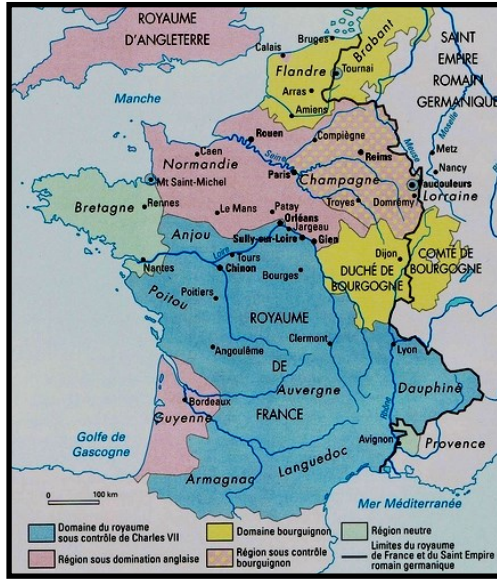 ROYAUME
D'ANGLETERRE
Bruges
Calais
Brabant
SAINT
EMPIRE
ROMAIN
GERMANIQUE
Flandre
Tournai
Manche
Arras
Amiens
Moselle
Rouen
Compiègne
Meuse
Metz
Caen
Seine
Reims
Nancy
Normandie
Paris
Champagne
Vaudouleurs
Mt Saint-Michel
Lorraine
Bretagne
Rennes
Le Mans
Patay
Troyes
Domrémy
Orléans
Jargeau
Anjou
Sully-sur-Loire
Gien
Loire
Tours
Dijon
COMTÉ DE
BOURGOGNE
Nantes
Chinon
Bourges
DUCHÉ DE
BOURGOGNE
Poitou
Poitiers
ROYAUME
Clermont
Lyon
Angoulême
DE
Auvergne
Dauphiné
Bordeaux
FRANCE
Rhône
Guyenne
Golfe de
Gascogne
Avignon
Provence
Languedoc
Armagnac
0
100 km
Mer Méditerranée
Domaine du royaume
sous contrôle de Charles VII
Domaine bourguignon
Région neutre
Région sous domination anglaise
Région sous contrôle
bourguignon
Limites du royaume
de France et du Saint Empire
romain germanique